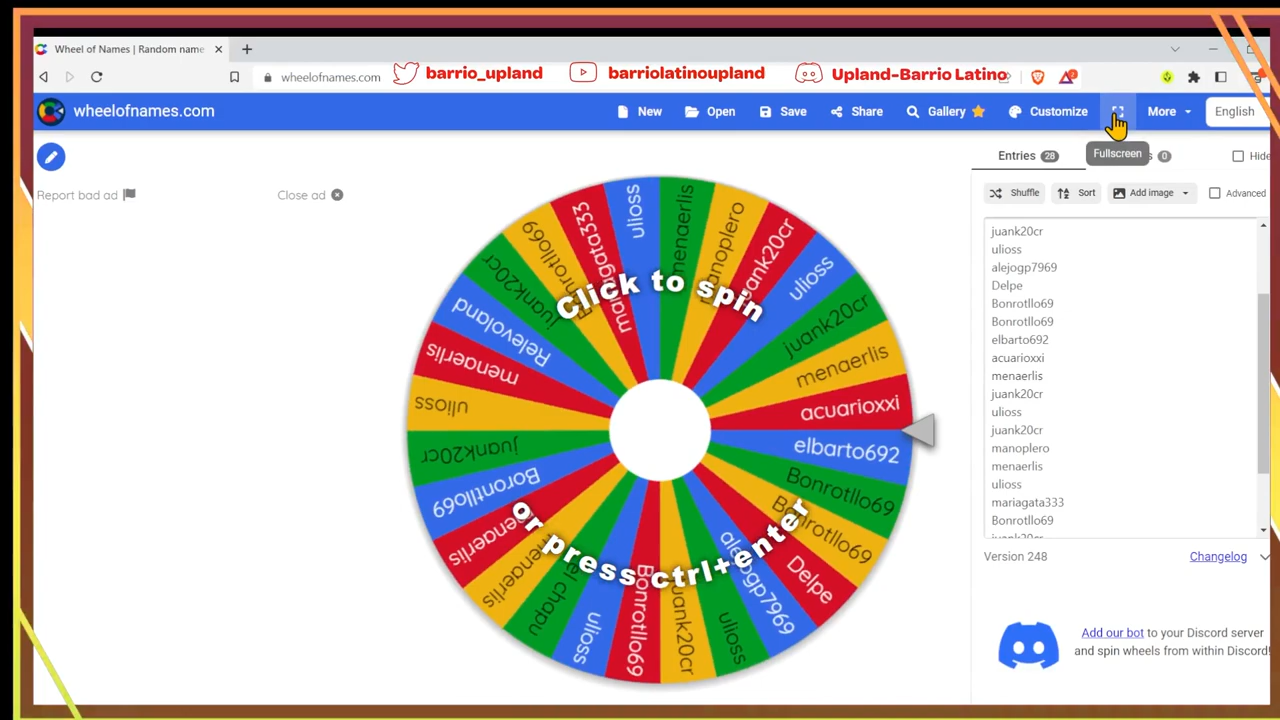 Wheel of Names | Random name
wheelofnames.com
barrio_upland
barriolatinoupland
Upland-Barrio Latino
wheelofnames.com
New
Open
Save
Share
Gallery
Customize
More
English
Fullscreen
Entries 28
0
Hide
Report bad ad
Close ad
Shuffle
Sort
Add image
Advanced
juank20cr
ulioss
alejogp7969
Delpe
Bonrotllo69
Bonrotllo69
elbarto692
acuarioxxi
menaerlis
juank20cr
ulioss
juank20cr
manoplero
menaerlis
ulioss
mariagata333
Bonrotllo69
Version 248
Changelog
Add our bot to your Discord server
and spin wheels from within Discord!
Click to spin
or press ctrl+enter
ulioss
menaerlis
manoplero
juank20cr
ulioss
juank20cr
menaerlis
acuarioxxi
elbarto692
Bonrotllo69
Bonrotllo69
Delpe
alejogp7969
ulioss
juank20cr
Bonrotllo69
ulioss
menaerlis
menaerlis
Borontllo69
juank20cr
ulioss
menaerlis
Relevoland
juank20cr
mariagata333